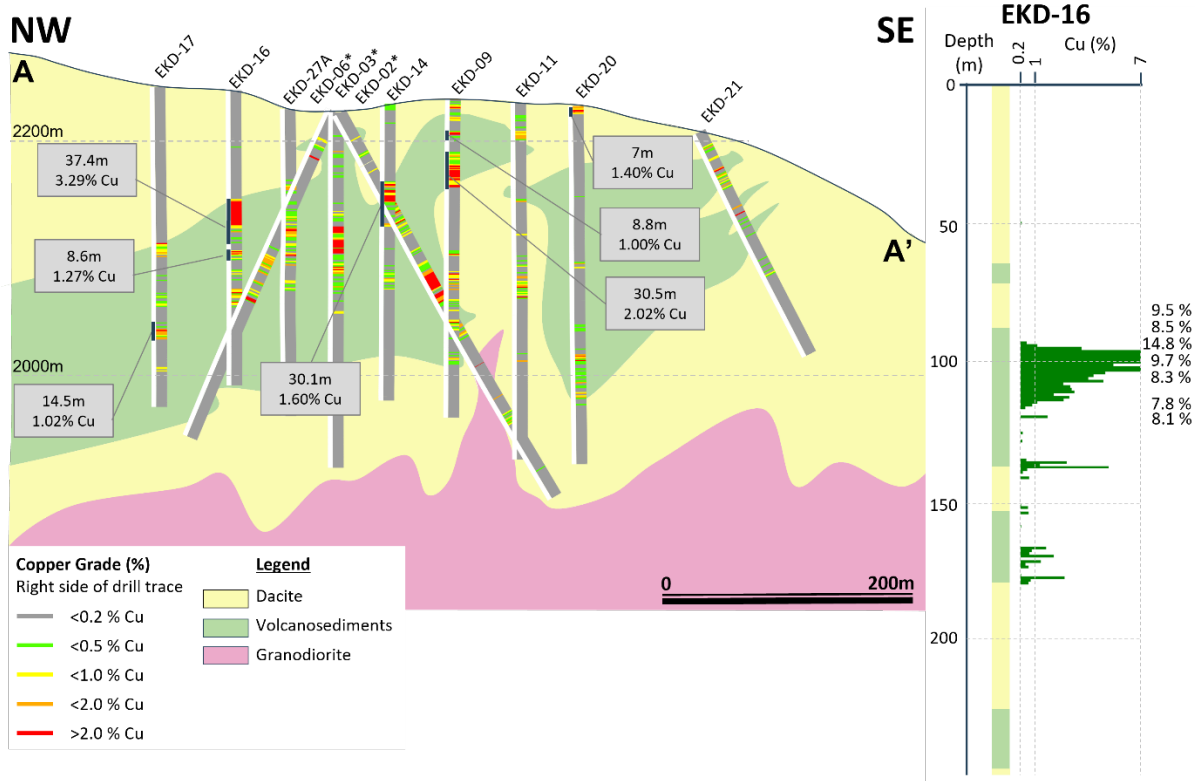 NW
SE
A
A’
EKD-17
EKD-16
EKD-27A
EKD-06*
EKD-03*
EKD-02*
EKD-14
EKD-09
EKD-11
EKD-20
EKD-21
2200m
2000m
37.4m
3.29% Cu
8.6m
1.27% Cu
14.5m
1.02% Cu
30.1m
1.60% Cu
7m
1.40% Cu
8.8m
1.00% Cu
30.5m
2.02% Cu
Copper Grade (%)
Right side of drill trace
<0.2 % Cu
<0.5 % Cu
<1.0 % Cu
<2.0 % Cu
>2.0 % Cu
Legend
Dacite
Volcanosediments
Granodiorite
0
200m
EKD-16
Depth
(m)
Cu (%)
0.2
1
7
0
50
100
150
200
9.5 %
8.5 %
14.8 %
9.7 %
8.3 %
7.8 %
8.1 %